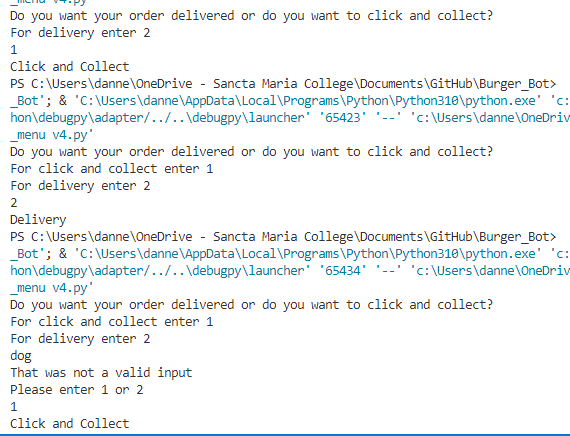 _menu v4.py'
Do you want your order delivered or do you want to click and collect?
For delivery enter 2
1
Click and Collect
PS C:\Users\danne\OneDrive - Sancta Maria College\Documents\GitHub\Burger_Bot>
_Bot'; & 'C:\Users\danne\AppData\Local\Programs\Python\Python310\python.exe' 'c:
hon\debugpy\adapter/../..\debugpy\launcher' '65423' '--' 'c:\Users\danne\OneDriv
_menu v4.py'
Do you want your order delivered or do you want to click and collect?
For click and collect enter 1
For delivery enter 2
2
Delivery
PS C:\Users\danne\OneDrive - Sancta Maria College\Documents\GitHub\Burger_Bot>
_Bot'; & 'C:\Users\danne\AppData\Local\Programs\Python\Python310\python.exe' 'c:
hon\debugpy\adapter/../..\debugpy\launcher' '65434' '--' 'c:\Users\danne\OneDriv
_menu v4.py'
Do you want your order delivered or do you want to click and collect?
For click and collect enter 1
For delivery enter 2
dog
That was not a valid input
Please enter 1 or 2
1
Click and Collect